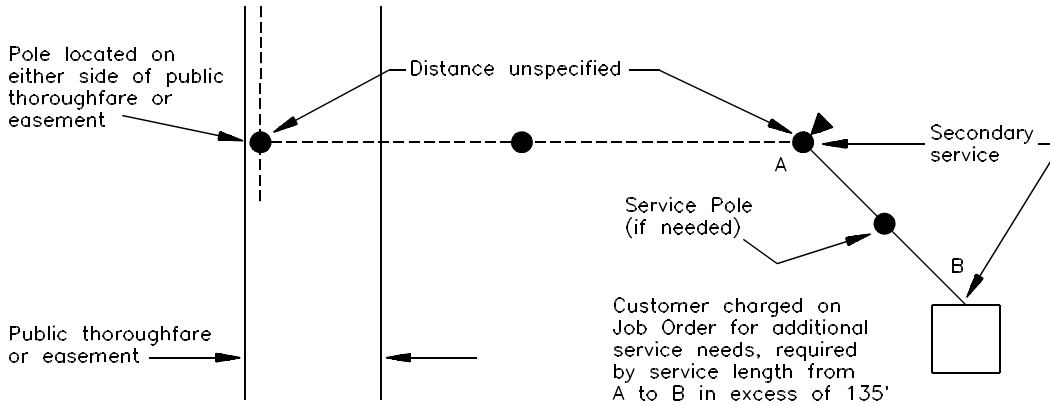 Pole located on
either side of public
thoroughfare or
easement
Distance unspecified
Secondary
service
A
Service Pole
(if needed)
B
Customer charged on
Job Order for additional
service needs, required
by service length from
A to B in excess of 135'
Public thoroughfare
or easement